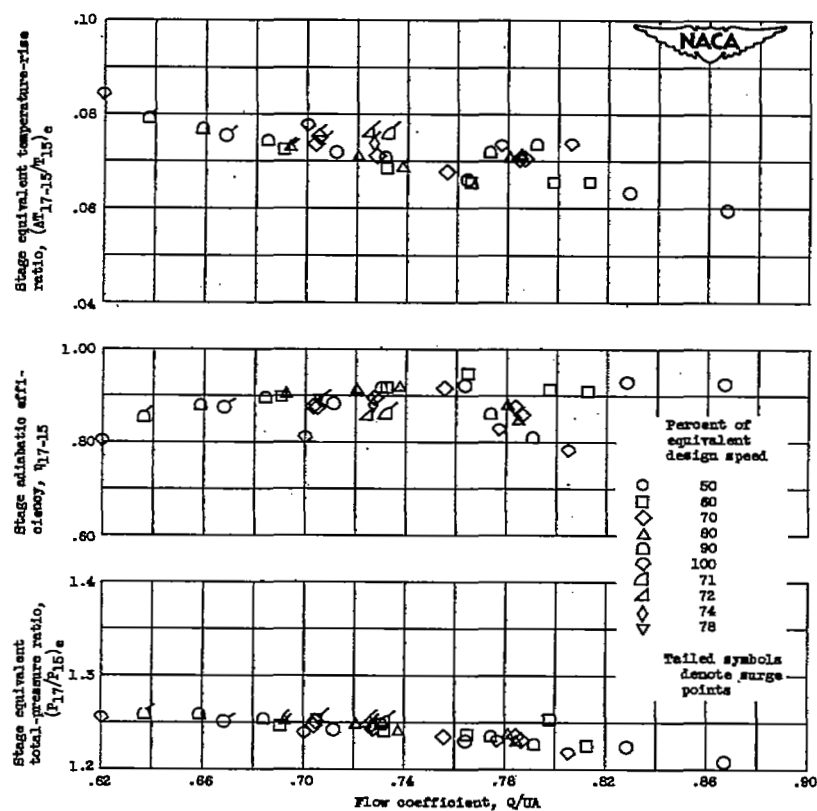 NACA
.10
.08
.06
.04
Stage equivalent temperature-rise
ratio, (ΔT17-15/T15)e
1.00
.80
.60
Stage adiabatic effi-
ciency, η17-15
1.4
1.3
1.2
Stage equivalent
total-pressure ratio,
(P17/P15)e
Percent of
equivalent
design speed
50
60
70
80
90
100
71
72
74
78
Tailed symbols
denote surge
points
.62 .66 .70 .74 .78 .82 .86 .90
Flow coefficient, Q/UA